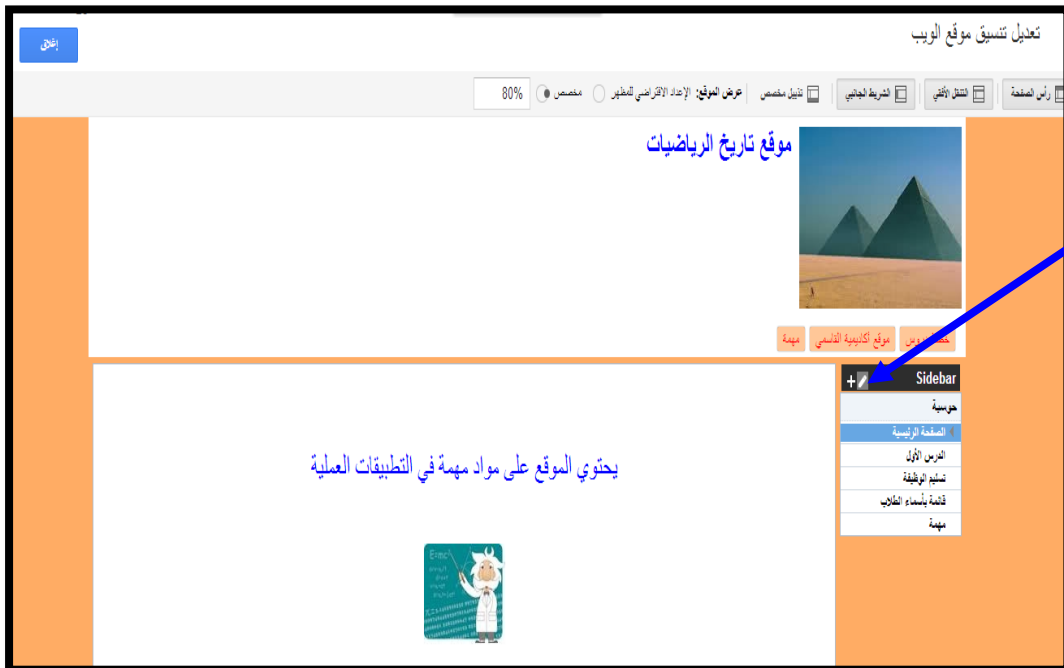 تعديل تنسيق موقع الويب
إغلاق
رأس الصفحة
التنقل الأفقي
الشريط الجانبي
تذييل مخصص
عرض الموقع: الإعداد الافتراضي للمظهر مخصص 80%
موقع تاريخ الرياضيات
موقع أكاديمية القاسمي
مهمة
Sidebar
حوسبة
الصفحة الرئيسية
الدرس الأول
تسليم الوظيفة
قائمة بأسماء الطلاب
مهمة
يحتوي الموقع على مواد مهمة في التطبيقات العملية